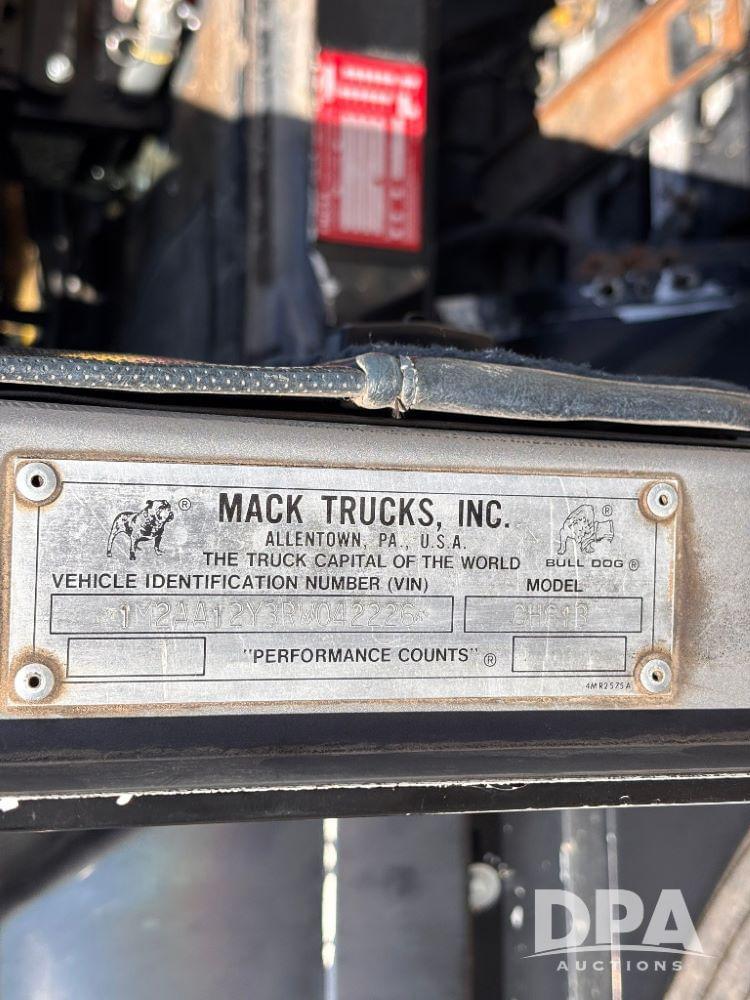 MACK TRUCKS, INC.
ALLENTOWN, PA., U.S.A.
THE TRUCK CAPITAL OF THE WORLD
BULL DOG ®
VEHICLE IDENTIFICATION NUMBER (VIN) MODEL
*1M2AA12Y3RW042226* CH613
"PERFORMANCE COUNTS" ®
4MR2575A
DPA
AUCTIONS